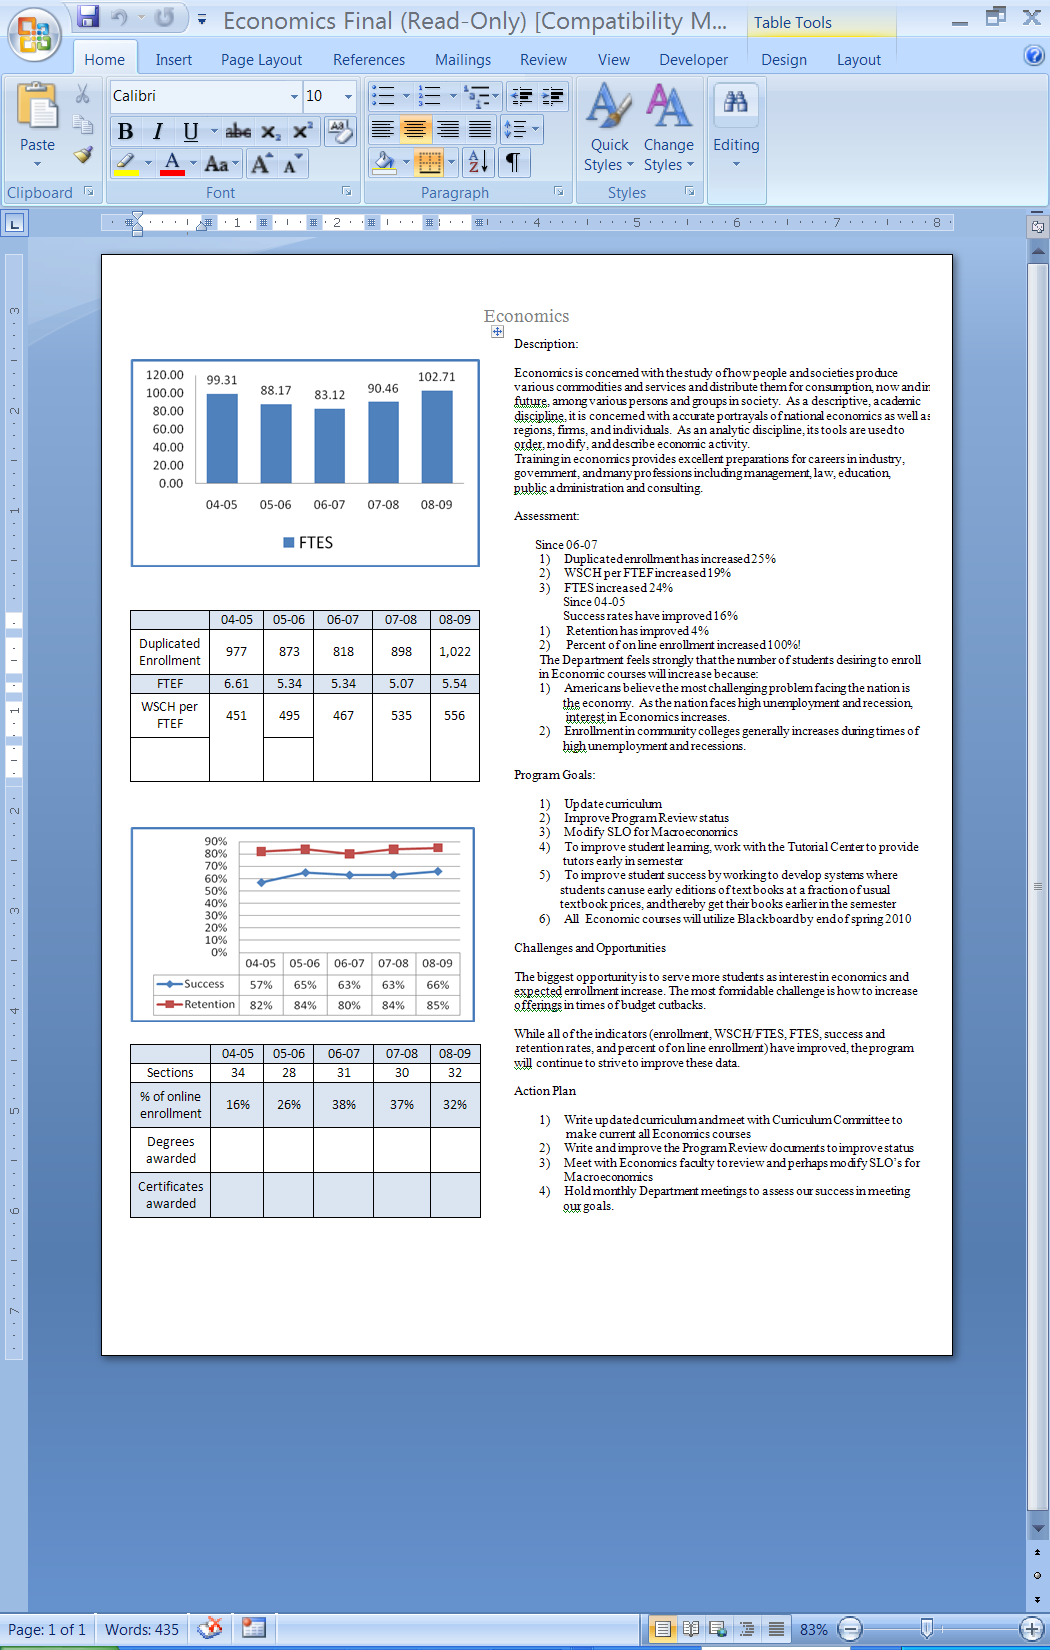 Economics Final (Read-Only) [Compatibility M...
Table Tools
Home Insert Page Layout References Mailings Review View Developer Design Layout
Calibri 10
Paste
B I U abc X₂ X²
A Aa A A
Quick Styles
Change Styles
Editing
Clipboard Font Paragraph Styles
1 2 3 4 5 6 7 8
Economics
120.00
100.00
80.00
60.00
40.00
20.00
0.00
99.31 88.17 83.12 90.46 102.71
04-05 05-06 06-07 07-08 08-09
FTES
04-05 05-06 06-07 07-08 08-09
Duplicated Enrollment 977 873 818 898 1,022
FTEF 6.61 5.34 5.34 5.07 5.54
WSCH per FTEF 451 495 467 535 556
90%
80%
70%
60%
50%
40%
30%
20%
10%
0%
04-05 05-06 06-07 07-08 08-09
Success 57% 65% 63% 63% 66%
Retention 82% 84% 80% 84% 85%
04-05 05-06 06-07 07-08 08-09
Sections 34 28 31 30 32
% of online enrollment 16% 26% 38% 37% 32%
Degrees awarded
Certificates awarded
Description:
Economics is concerned with the study of how people and societies produce
various commodities and services and distribute them for consumption, now and in
future, among various persons and groups in society. As a descriptive, academic
discipline, it is concerned with accurate portrayals of national economics as well as
regions, firms, and individuals. As an analytic discipline, its tools are used to
order, modify, and describe economic activity.
Training in economics provides excellent preparations for careers in industry,
government, and many professions including management, law, education,
public administration and consulting.
Assessment:
Since 06-07
1) Duplicated enrollment has increased 25%
2) WSCH per FTEF increased 19%
3) FTES increased 24%
Since 04-05
Success rates have improved 16%
1) Retention has improved 4%
2) Percent of on line enrollment increased 100%!
The Department feels strongly that the number of students desiring to enroll
in Economic courses will increase because:
1) Americans believe the most challenging problem facing the nation is
the economy. As the nation faces high unemployment and recession,
interest in Economics increases.
2) Enrollment in community colleges generally increases during times of
high unemployment and recessions.
Program Goals:
1) Update curriculum
2) Improve Program Review status
3) Modify SLO for Macroeconomics
4) To improve student learning, work with the Tutorial Center to provide
tutors early in semester
5) To improve student success by working to develop systems where
students can use early editions of text books at a fraction of usual
textbook prices, and thereby get their books earlier in the semester
6) All Economic courses will utilize Blackboard by end of spring 2010
Challenges and Opportunities
The biggest opportunity is to serve more students as interest in economics and
expected enrollment increase. The most formidable challenge is how to increase
offerings in times of budget cutbacks.
While all of the indicators (enrollment, WSCH/FTES, FTES, success and
retention rates, and percent of on line enrollment) have improved, the program
will continue to strive to improve these data.
Action Plan
1) Write updated curriculum and meet with Curriculum Committee to
make current all Economics courses
2) Write and improve the Program Review documents to improve status
3) Meet with Economics faculty to review and perhaps modify SLO's for
Macroeconomics
4) Hold monthly Department meetings to assess our success in meeting
our goals.
Page: 1 of 1 Words: 435 83%